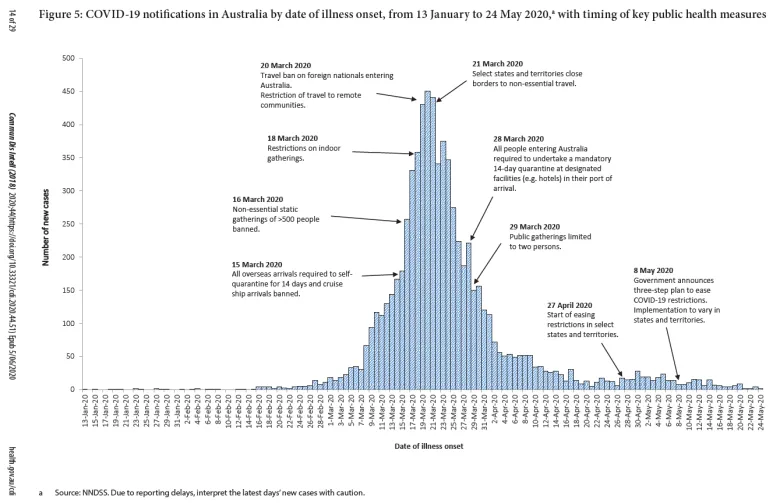 14 of 29
Commun Dis Intell (2018) 2020;44(https://doi.org/10.33321/cdi.2020.44.51) Epub 5/06/2020
health.gov.au/cdi
Figure 5: COVID-19 notifications in Australia by date of illness onset, from 13 January to 24 May 2020,ᵃ with timing of key public health measures
Number of new cases
500
450
400
350
300
250
200
150
100
50
0
20 March 2020
Travel ban on foreign nationals entering
Australia.
Restriction of travel to remote
communities.
21 March 2020
Select states and territories close
borders to non-essential travel.
18 March 2020
Restrictions on indoor
gatherings.
28 March 2020
All people entering Australia
required to undertake a mandatory
14-day quarantine at designated
facilities (e.g. hotels) in their port of
arrival.
16 March 2020
Non-essential static
gatherings of >500 people
banned.
29 March 2020
Public gatherings limited
to two persons.
15 March 2020
All overseas arrivals required to self-
quarantine for 14 days and cruise
ship arrivals banned.
27 April 2020
Start of easing
restrictions in select
states and territories.
8 May 2020
Government announces
three-step plan to ease
COVID-19 restrictions.
Implementation to vary in
states and territories.
13-Jan-20
15-Jan-20
17-Jan-20
19-Jan-20
21-Jan-20
23-Jan-20
25-Jan-20
27-Jan-20
29-Jan-20
31-Jan-20
2-Feb-20
4-Feb-20
6-Feb-20
8-Feb-20
10-Feb-20
12-Feb-20
14-Feb-20
16-Feb-20
18-Feb-20
20-Feb-20
22-Feb-20
24-Feb-20
26-Feb-20
28-Feb-20
1-Mar-20
3-Mar-20
5-Mar-20
7-Mar-20
9-Mar-20
11-Mar-20
13-Mar-20
15-Mar-20
17-Mar-20
19-Mar-20
21-Mar-20
23-Mar-20
25-Mar-20
27-Mar-20
29-Mar-20
31-Mar-20
2-Apr-20
4-Apr-20
6-Apr-20
8-Apr-20
10-Apr-20
12-Apr-20
14-Apr-20
16-Apr-20
18-Apr-20
20-Apr-20
22-Apr-20
24-Apr-20
26-Apr-20
28-Apr-20
30-Apr-20
2-May-20
4-May-20
6-May-20
8-May-20
10-May-20
12-May-20
14-May-20
16-May-20
18-May-20
20-May-20
22-May-20
24-May-20
Date of illness onset
a Source: NNDSS. Due to reporting delays, interpret the latest days' new cases with caution.